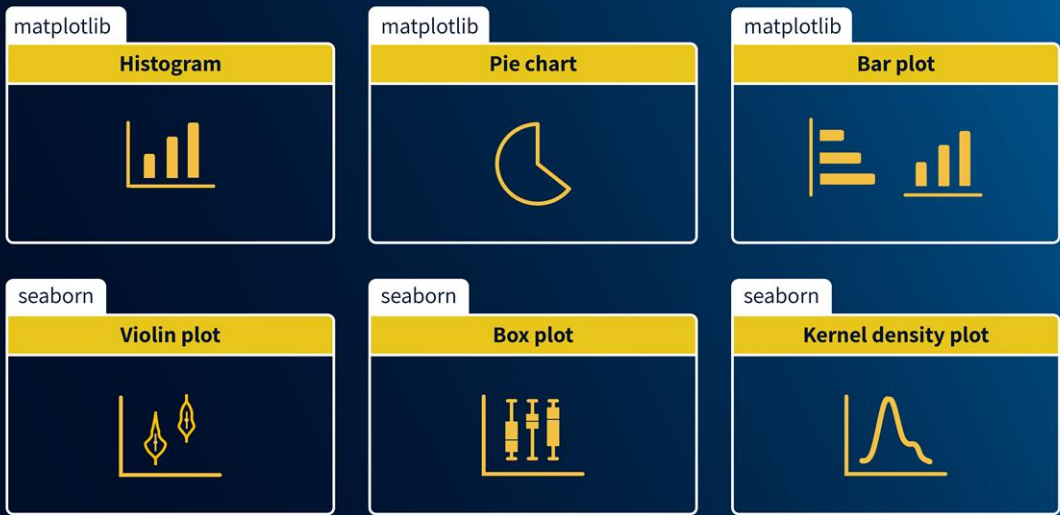 matplotlib
Histogram
matplotlib
Pie chart
matplotlib
Bar plot
seaborn
Violin plot
seaborn
Box plot
seaborn
Kernel density plot